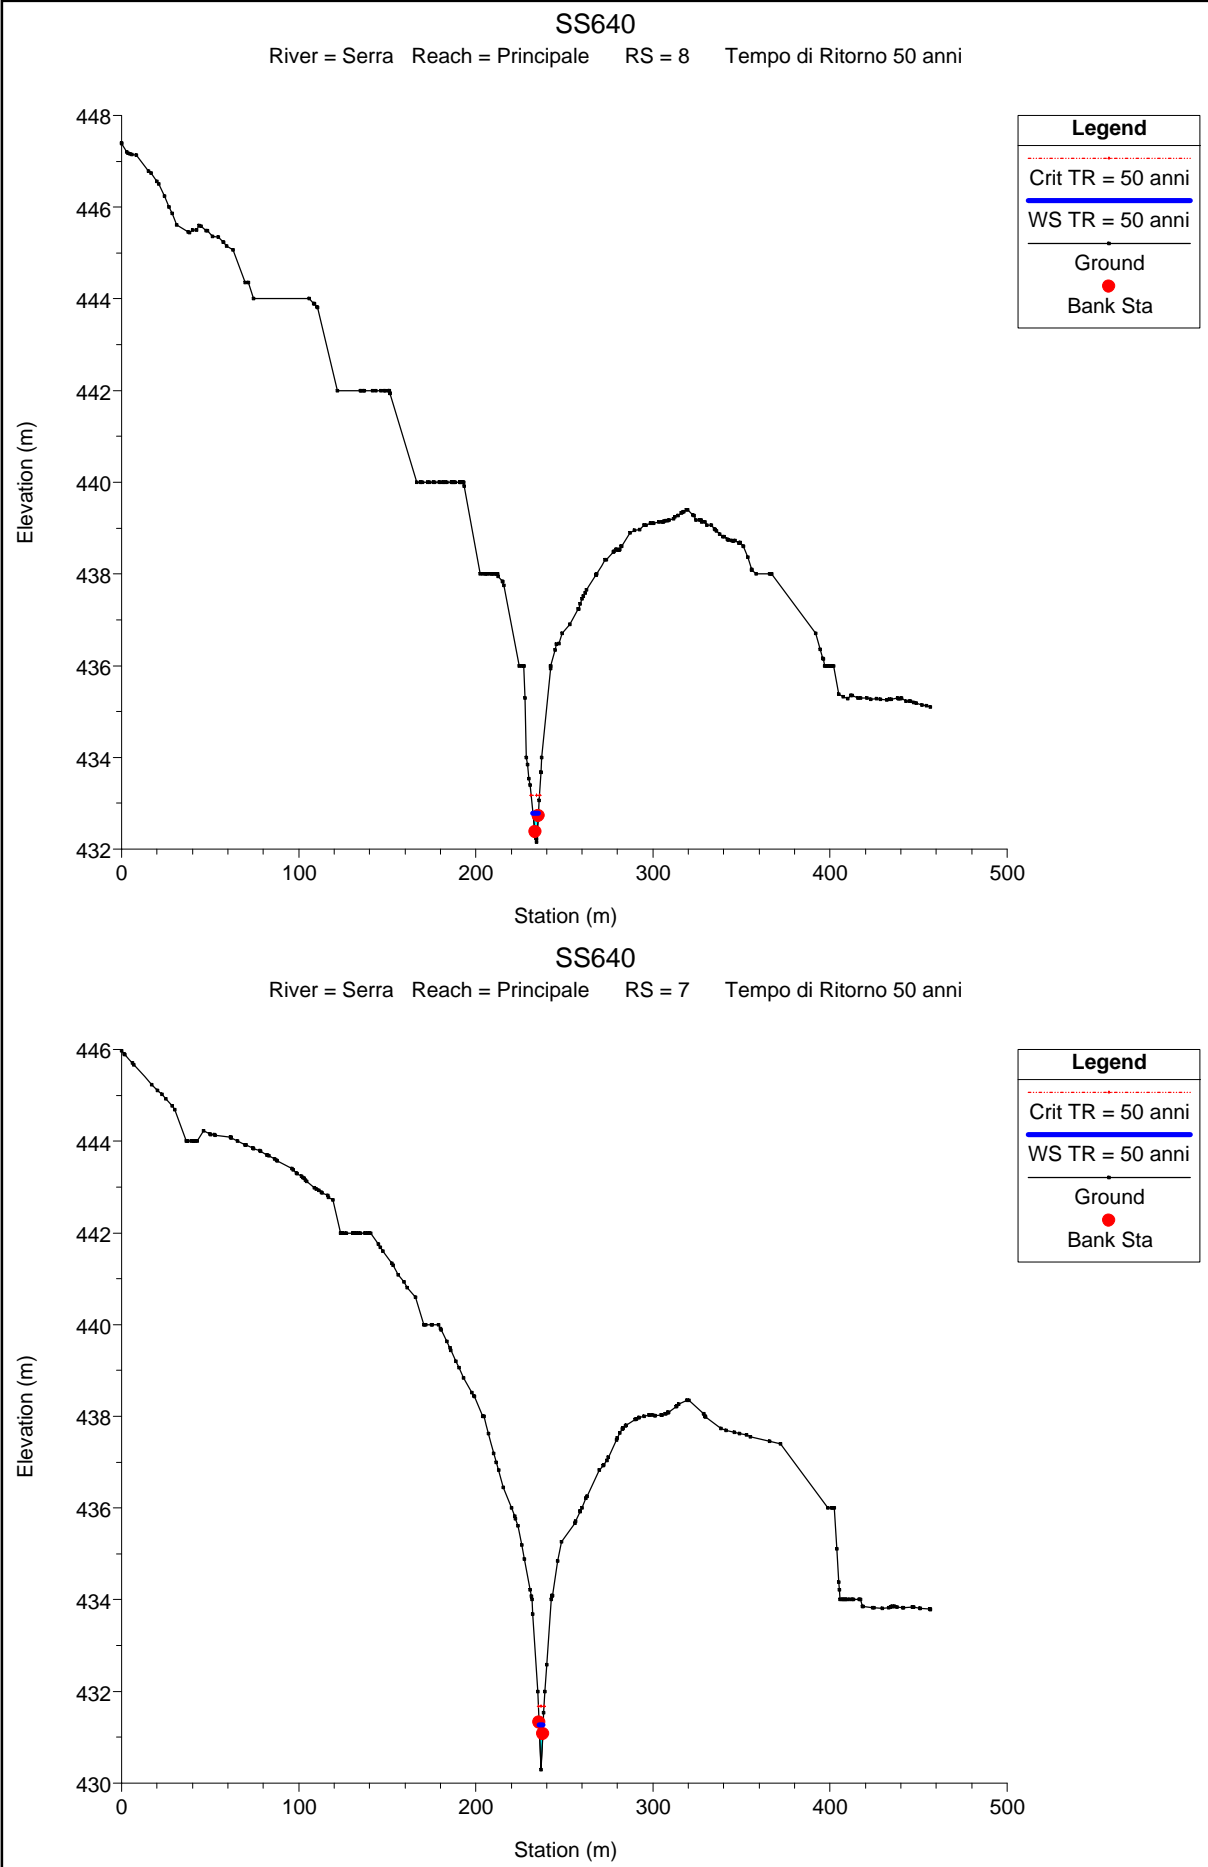 SS640
River = Serra Reach = Principale RS = 8 Tempo di Ritorno 50 anni
448
446
444
442
440
438
436
434
432
0 100 200 300 400 500
Elevation (m)
Station (m)
Legend
Crit TR = 50 anni
WS TR = 50 anni
Ground
Bank Sta
SS640
River = Serra Reach = Principale RS = 7 Tempo di Ritorno 50 anni
446
444
442
440
438
436
434
432
430
0 100 200 300 400 500
Elevation (m)
Station (m)
Legend
Crit TR = 50 anni
WS TR = 50 anni
Ground
Bank Sta